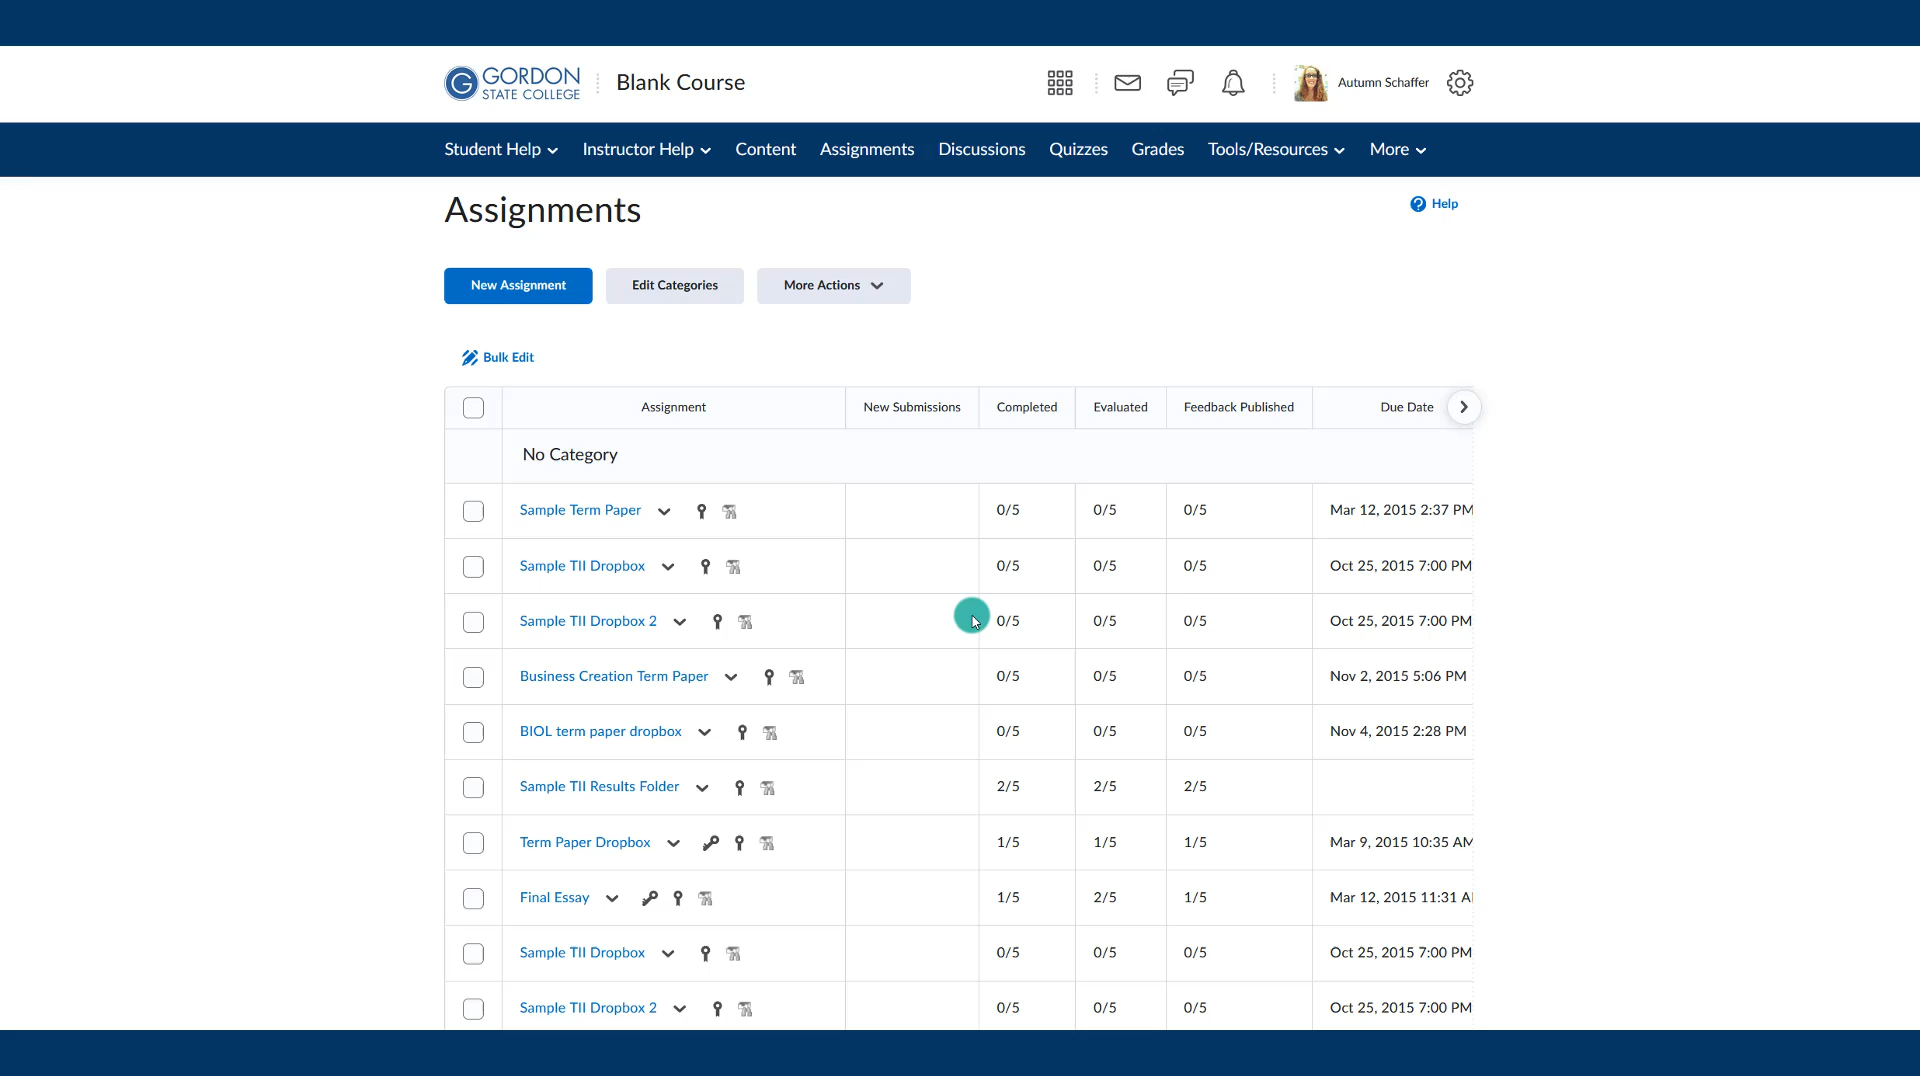 GORDON
STATE COLLEGE
Blank Course
Autumn Schaffer
Student Help Instructor Help Content Assignments Discussions Quizzes Grades Tools/Resources More
Assignments
Help
New Assignment Edit Categories More Actions
Bulk Edit
Assignment New Submissions Completed Evaluated Feedback Published Due Date
No Category
Sample Term Paper 0/5 0/5 0/5 Mar 12, 2015 2:37 PM
Sample TII Dropbox 0/5 0/5 0/5 Oct 25, 2015 7:00 PM
Sample TII Dropbox 2 0/5 0/5 0/5 Oct 25, 2015 7:00 PM
Business Creation Term Paper 0/5 0/5 0/5 Nov 2, 2015 5:06 PM
BIOL term paper dropbox 0/5 0/5 0/5 Nov 4, 2015 2:28 PM
Sample TII Results Folder 2/5 2/5 2/5
Term Paper Dropbox 1/5 1/5 1/5 Mar 9, 2015 10:35 AM
Final Essay 1/5 2/5 1/5 Mar 12, 2015 11:31 A
Sample TII Dropbox 0/5 0/5 0/5 Oct 25, 2015 7:00 PM
Sample TII Dropbox 2 0/5 0/5 0/5 Oct 25, 2015 7:00 PM